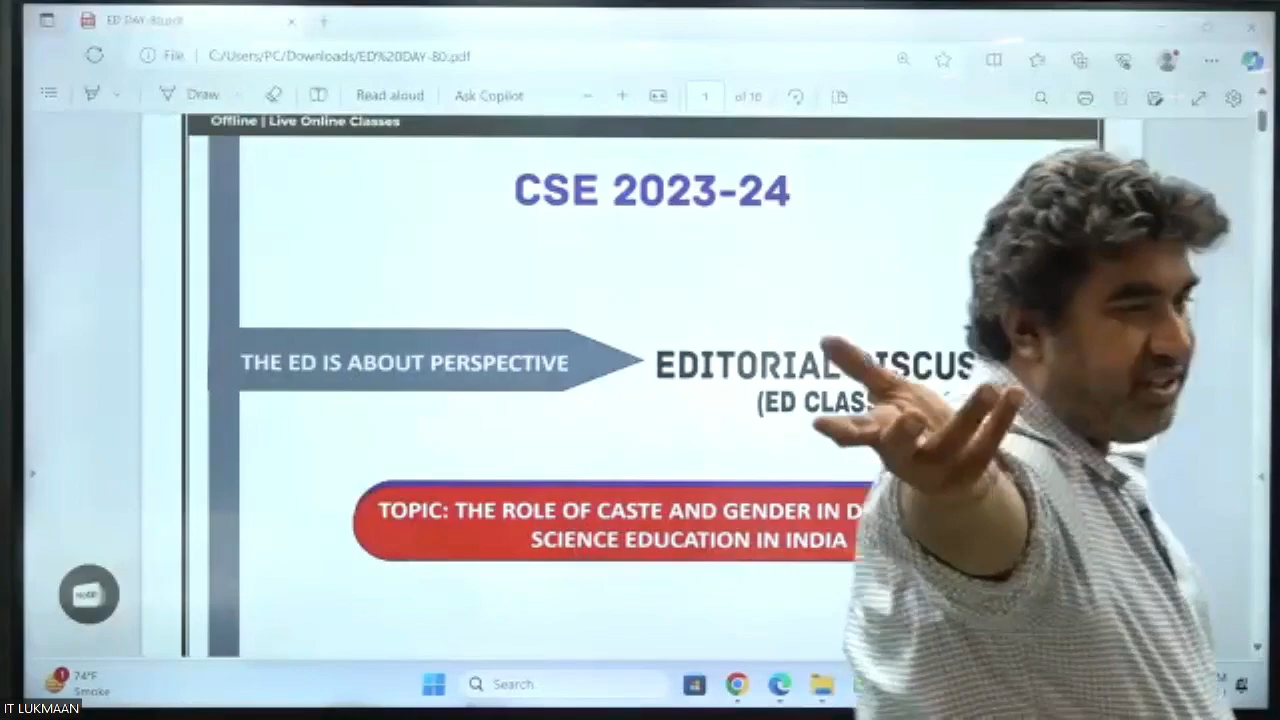 ED DAY-80.pdf
File
C:/Users/PC/Downloads/ED%20DAY-80.pdf
Draw
Read aloud
Ask Copilot
1
of 10
Offline | Live Online Classes
CSE 2023-24
THE ED IS ABOUT PERSPECTIVE
EDITORIAL DISCUS
(ED CLAS
TOPIC: THE ROLE OF CASTE AND GENDER IN D
SCIENCE EDUCATION IN INDIA
1
74°F
Smoke
Search
IT LUKMAAN